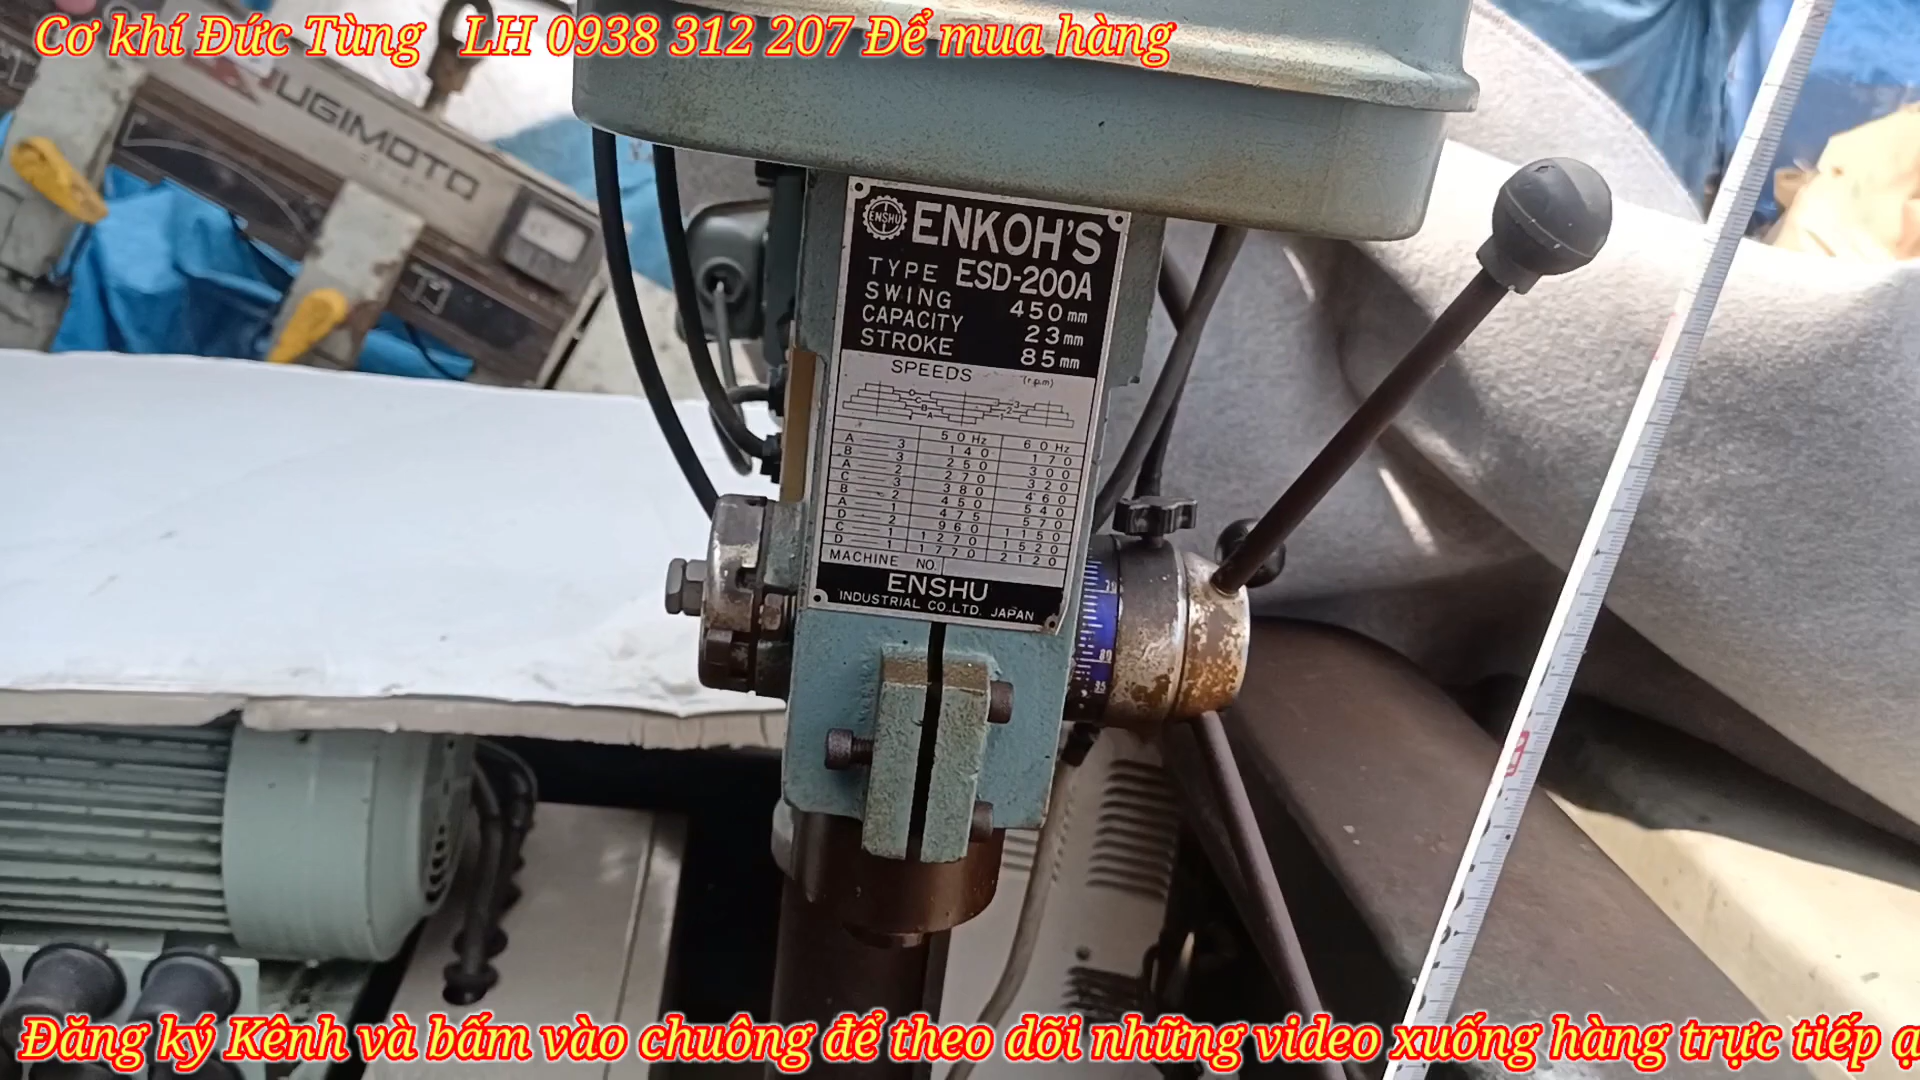 Cơ khí Đức Tùng LH 0938 312 207 Để mua hàng
UGIMOTO
ENSHU
ENKOH'S
TYPE ESD-200A
SWING 450mm
CAPACITY 23mm
STROKE 85mm
SPEEDS (r.p.m)
50Hz 60Hz
A 3 140 170
B 3 250 300
A 2 270 320
C 3 380 460
B 2 450 540
A 1 475 570
D 2 960 1150
C 1 1270 1520
D 1 1770 2120
MACHINE NO.
ENSHU
INDUSTRIAL CO.LTD. JAPAN
Đăng ký Kênh và bấm vào chuông để theo dõi những video xuống hàng trực tiếp ạ